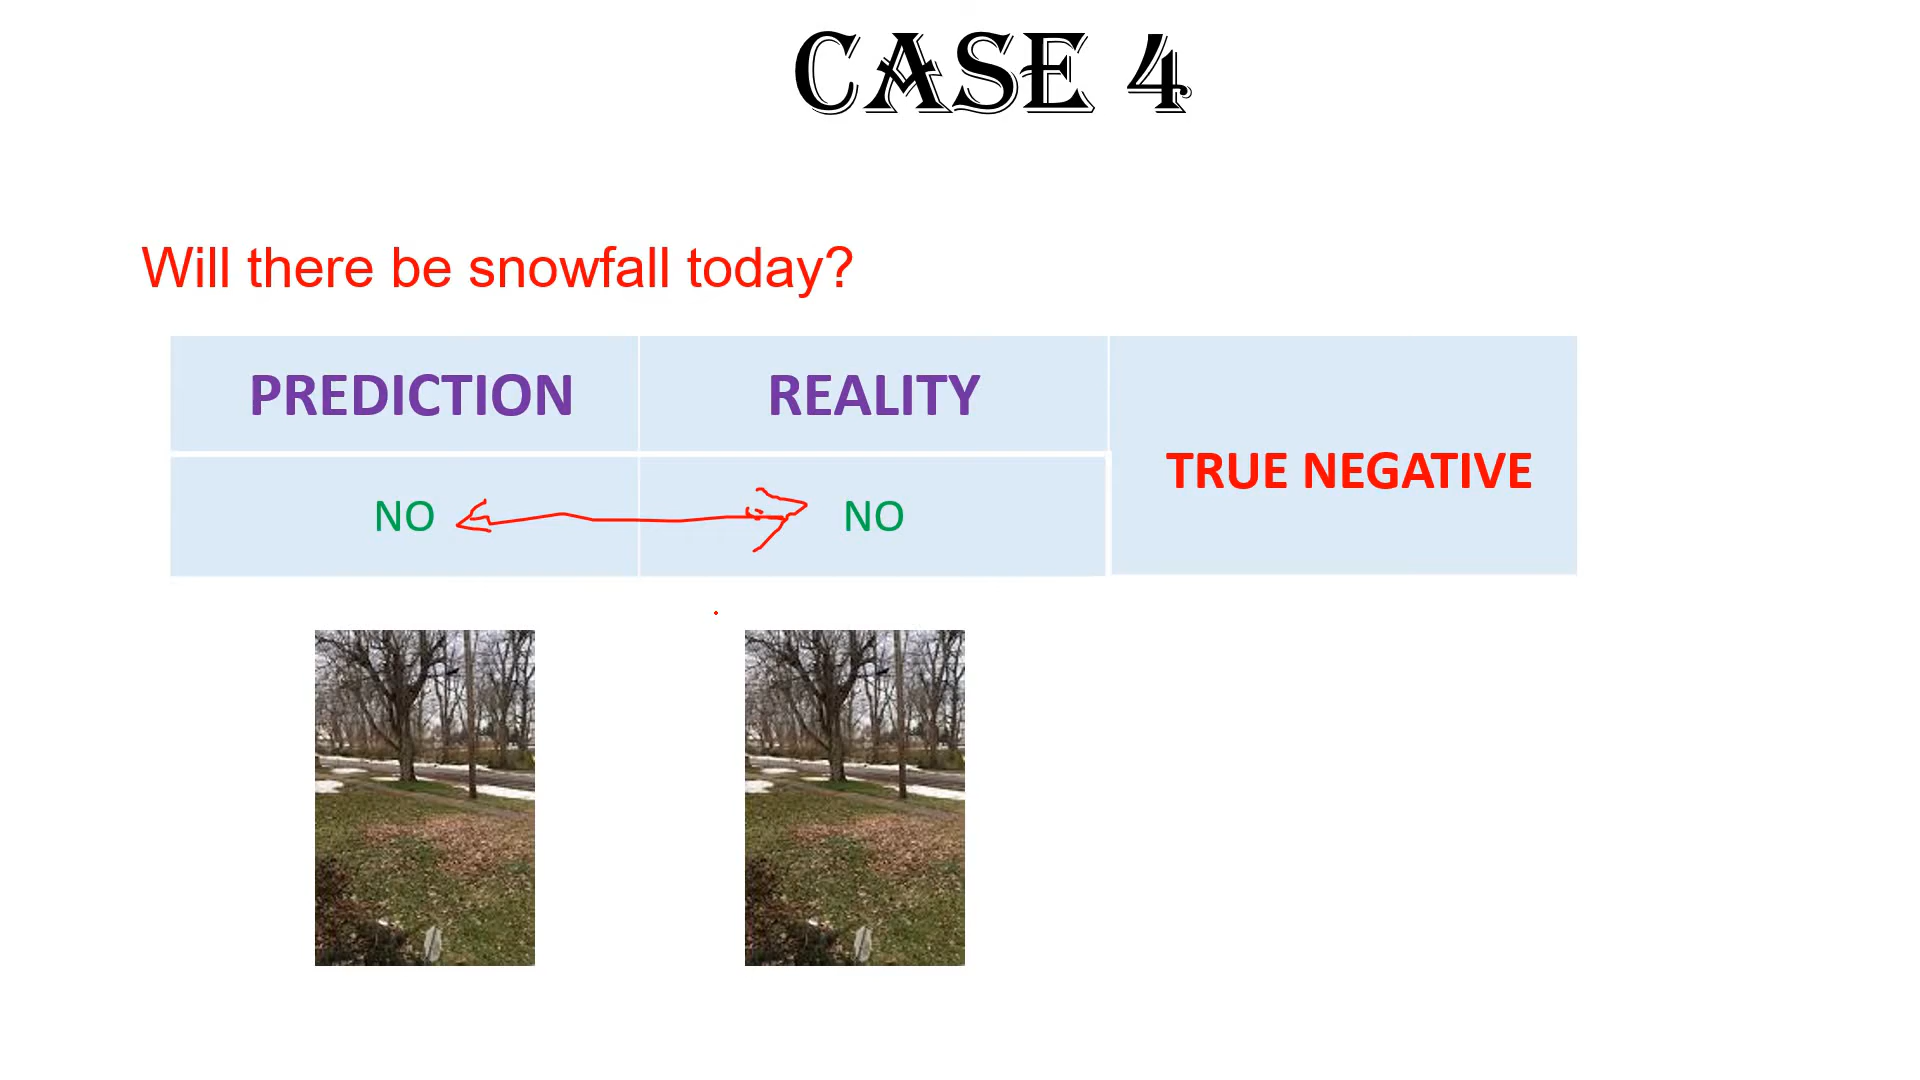 CASE 4
Will there be snowfall today?
PREDICTION REALITY
TRUE NEGATIVE
NO NO